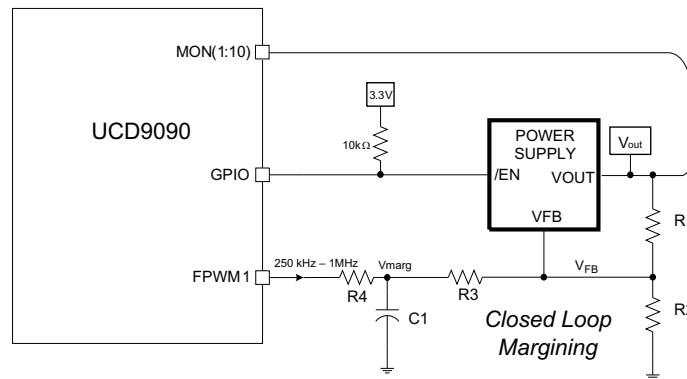 MON(1:10)
UCD9090
3.3V
10kΩ
POWER
SUPPLY
Vout
GPIO
/EN
VOUT
VFB
R
250 kHz – 1MHz
Vmarg
VFB
FPWM1
R4
R3
C1
Closed Loop
Margining